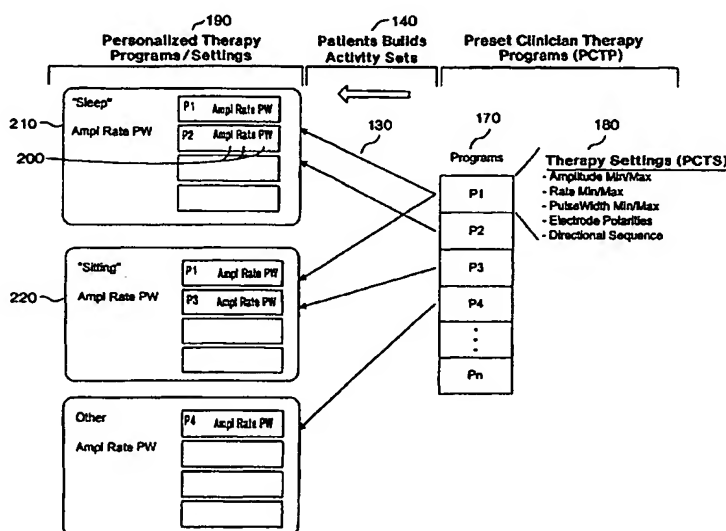 190
Personalized Therapy
Programs/Settings
140
Patients Builds
Activity Sets
Preset Clinician Therapy
Programs (PCTP)
210
"Sleep"
Ampl Rate PW
200
P1 Ampl Rate PW
P2 Ampl Rate PW
130
170
Programs
P1
P2
P3
P4
Pn
180
Therapy Settings (PCTS)
- Amplitude Min/Max
- Rate Min/Max
- PulseWidth Min/Max
- Electrode Polarities
- Directional Sequence
220
"Sitting"
Ampl Rate PW
P1 Ampl Rate PW
P3 Ampl Rate PW
Other
Ampl Rate PW
P4 Ampl Rate PW